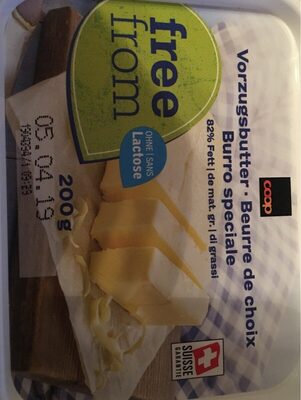 free
from
OHNE | SANS
Lactose
coop
Vorzugsbutter · Beurre de choix
Burro speciale
82% Fett | de mat. gr. | di grassi
200g
05.04.19
SUISSE
GARANTIE